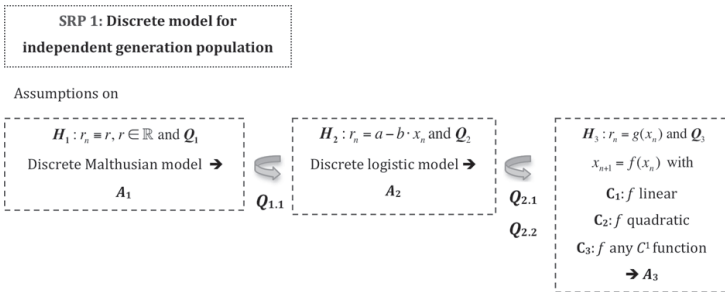 SRP 1: Discrete model for
independent generation population
Assumptions on
H₁ : rₙ ≡ r, r ∈ ℝ and Q₁
Discrete Malthusian model ➔
A₁
Q₁.₁
H₂ : rₙ = a − b · xₙ and Q₂
Discrete logistic model ➔
A₂
Q₂.₁
Q₂.₂
H₃ : rₙ = g(xₙ) and Q₃
xₙ₊₁ = f(xₙ) with
C₁: f linear
C₂: f quadratic
C₃: f any C¹ function
➔ A₃